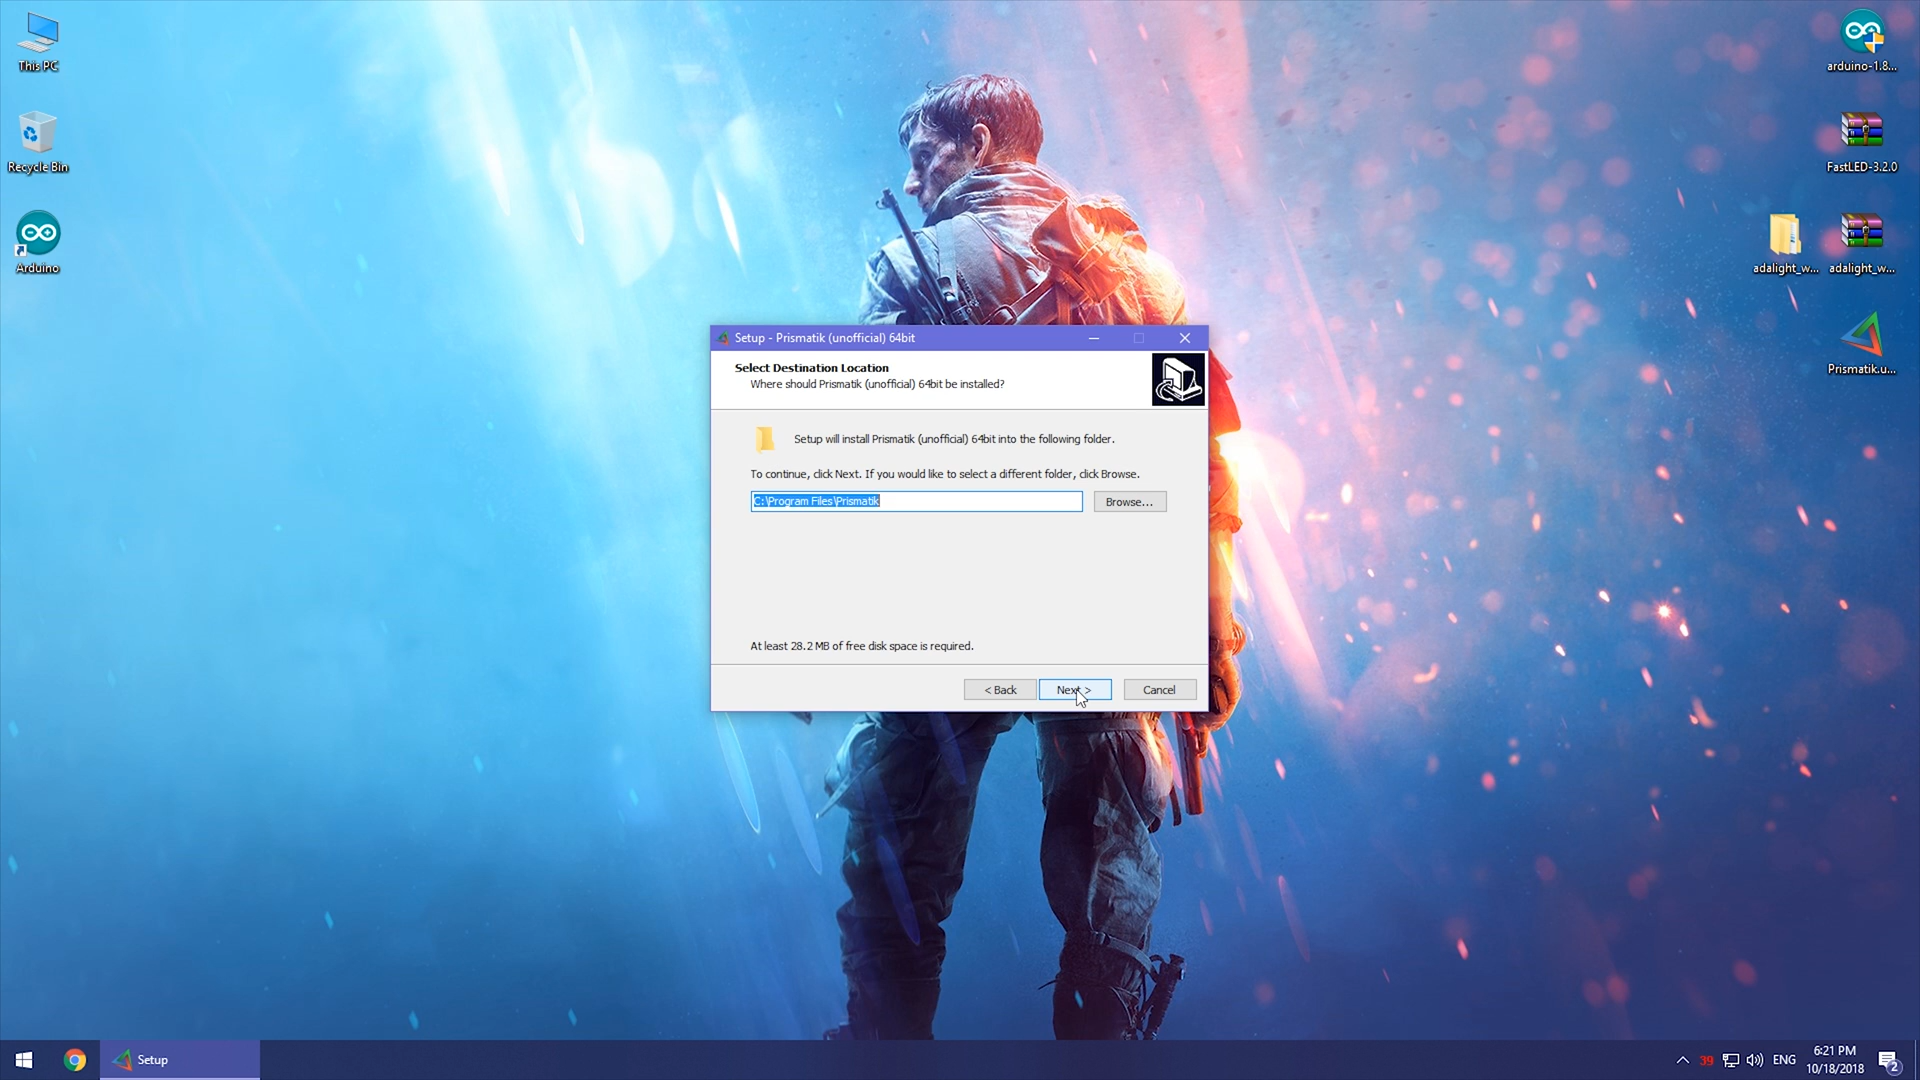 This PC
Recycle Bin
Arduino
arduino-1.8...
FastLED-3.2.0
adalight_w...
adalight_w...
Prismatik.u...
Setup - Prismatik (unofficial) 64bit
Select Destination Location
Where should Prismatik (unofficial) 64bit be installed?
Setup will install Prismatik (unofficial) 64bit into the following folder.
To continue, click Next. If you would like to select a different folder, click Browse.
C:\Program Files\Prismatik
Browse...
At least 28.2 MB of free disk space is required.
< Back
Next >
Cancel
Setup
39
ENG
6:21 PM
10/18/2018
2